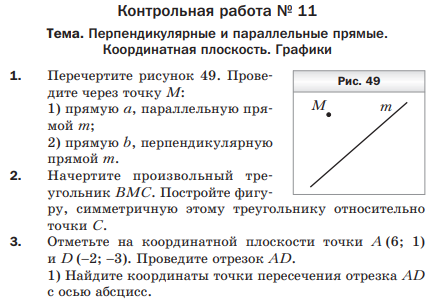 Контрольная работа № 11
Тема. Перпендикулярные и параллельные прямые.
Координатная плоскость. Графики
1. Перечертите рисунок 49. Прове-
дите через точку M:
1) прямую a, параллельную пря-
мой m;
2) прямую b, перпендикулярную
прямой m.
Рис. 49
M
m
2. Начертите произвольный тре-
угольник BMC. Постройте фигу-
ру, симметричную этому треугольнику относительно
точки C.
3. Отметьте на координатной плоскости точки A (6; 1)
и D (–2; –3). Проведите отрезок AD.
1) Найдите координаты точки пересечения отрезка AD
с осью абсцисс.